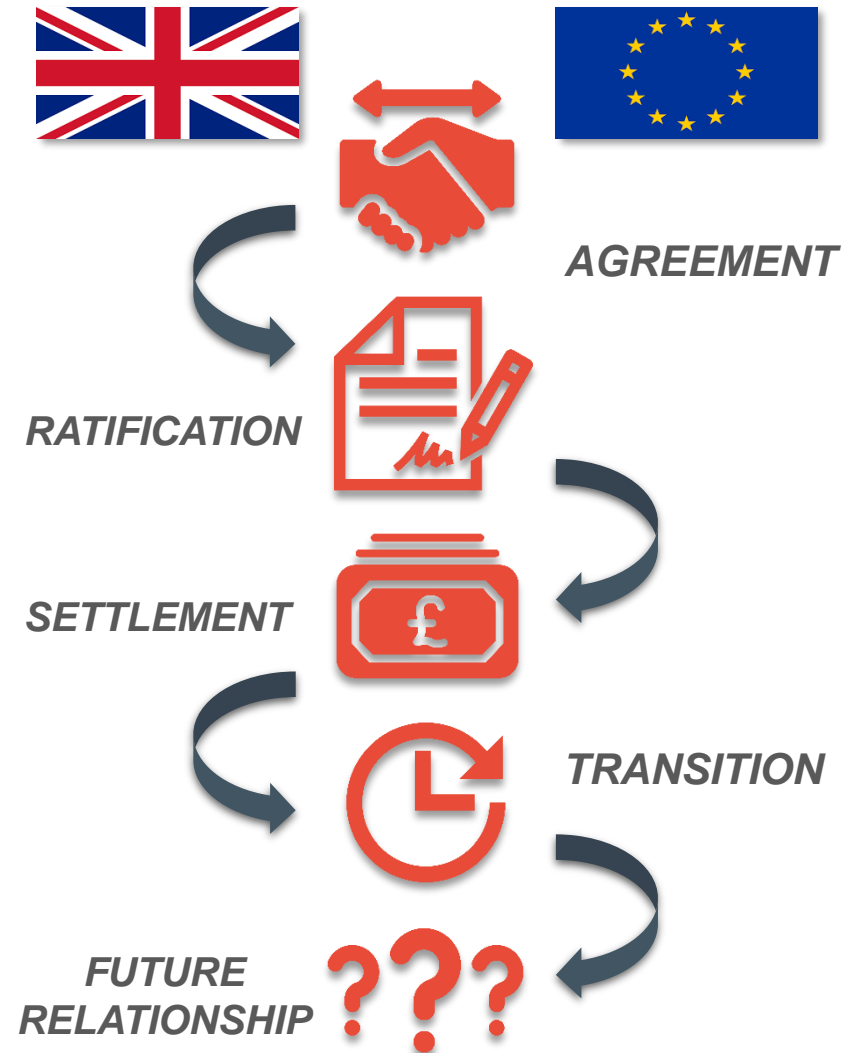 AGREEMENT
RATIFICATION
£
SETTLEMENT
TRANSITION
FUTURE
RELATIONSHIP
???